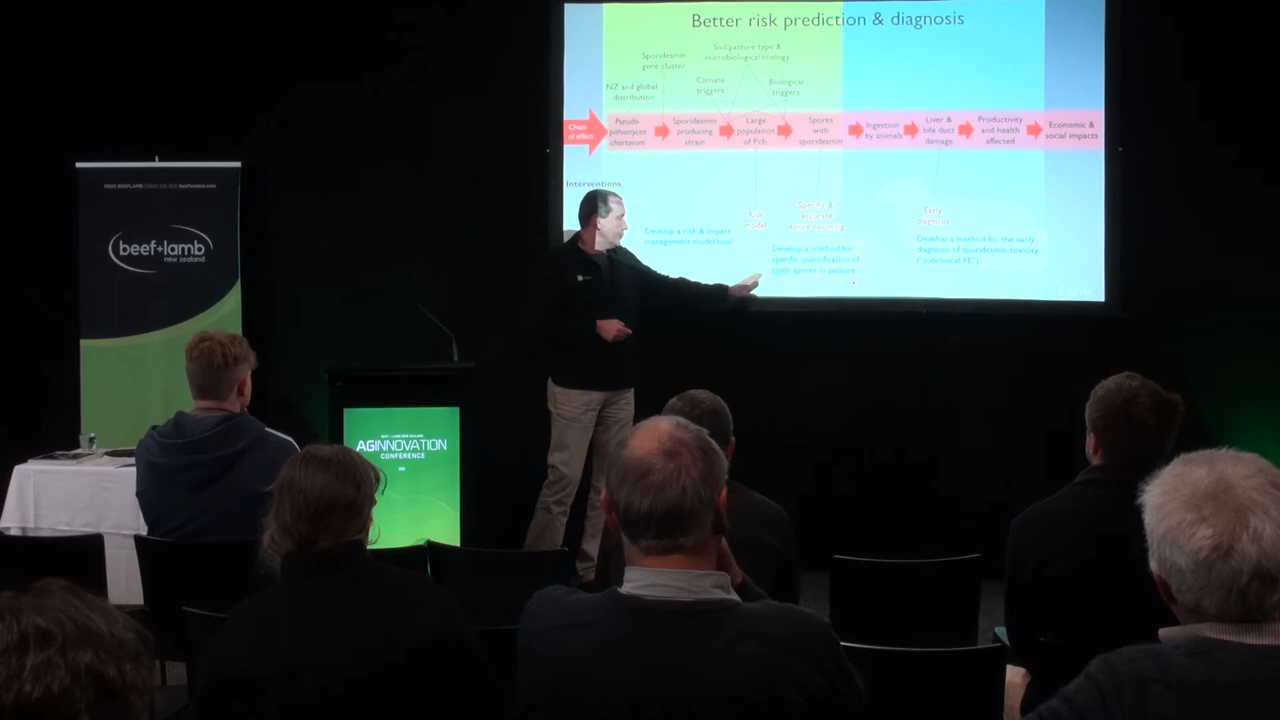 Better risk prediction & diagnosis
Soil/pasture type &
microbiological ecology
Sporidesmin
gene cluster
Climate
triggers
Biological
triggers
NZ and global
distribution
Chain
of effect
Pseudo-
pithomyces
chartarum
Sporidesmin
producing
strain
Large
population
of P.ch.
Spores
with
sporidesmin
Ingestion
by animals
Liver &
bile duct
damage
Productivity
and health
affected
Economic &
social impacts
Interventions
Risk
model
Specific &
accurate
spore counting
Early
diagnosis
Develop a risk & impact
management model/tool
Develop a method for
specific quantification of
toxic spores in pasture
Develop a method for the early
diagnosis of sporidesmin toxicity
("subclinical FE")
beef+lamb
new zealand
AGINNOVATION
CONFERENCE